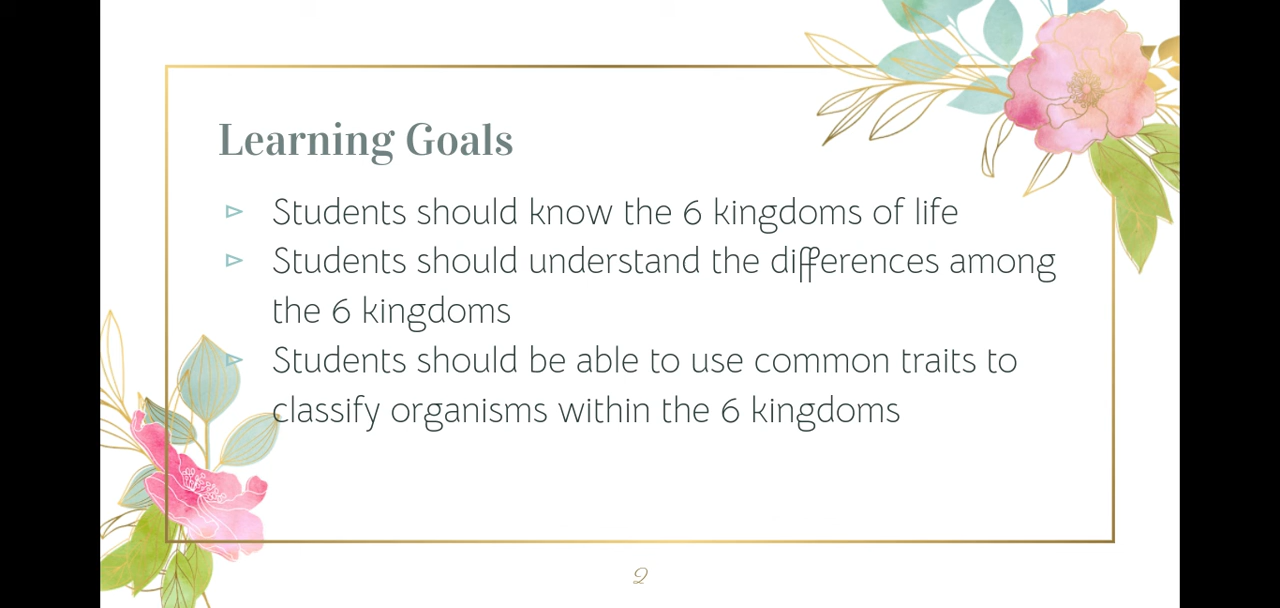 Learning Goals
▻ Students should know the 6 kingdoms of life
▻ Students should understand the differences among
the 6 kingdoms
▻ Students should be able to use common traits to
classify organisms within the 6 kingdoms
2